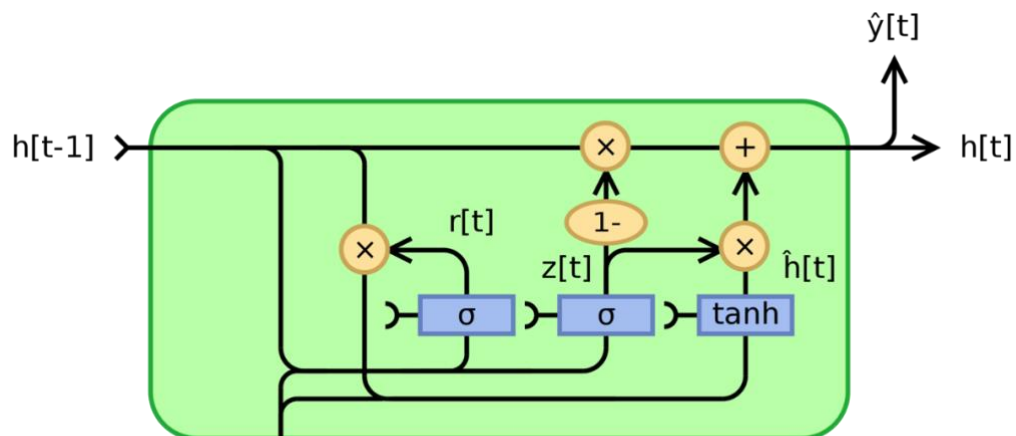 ŷ[t]
h[t-1]
×
+
h[t]
r[t]
1-
×
×
z[t]
ĥ[t]
σ
σ
tanh